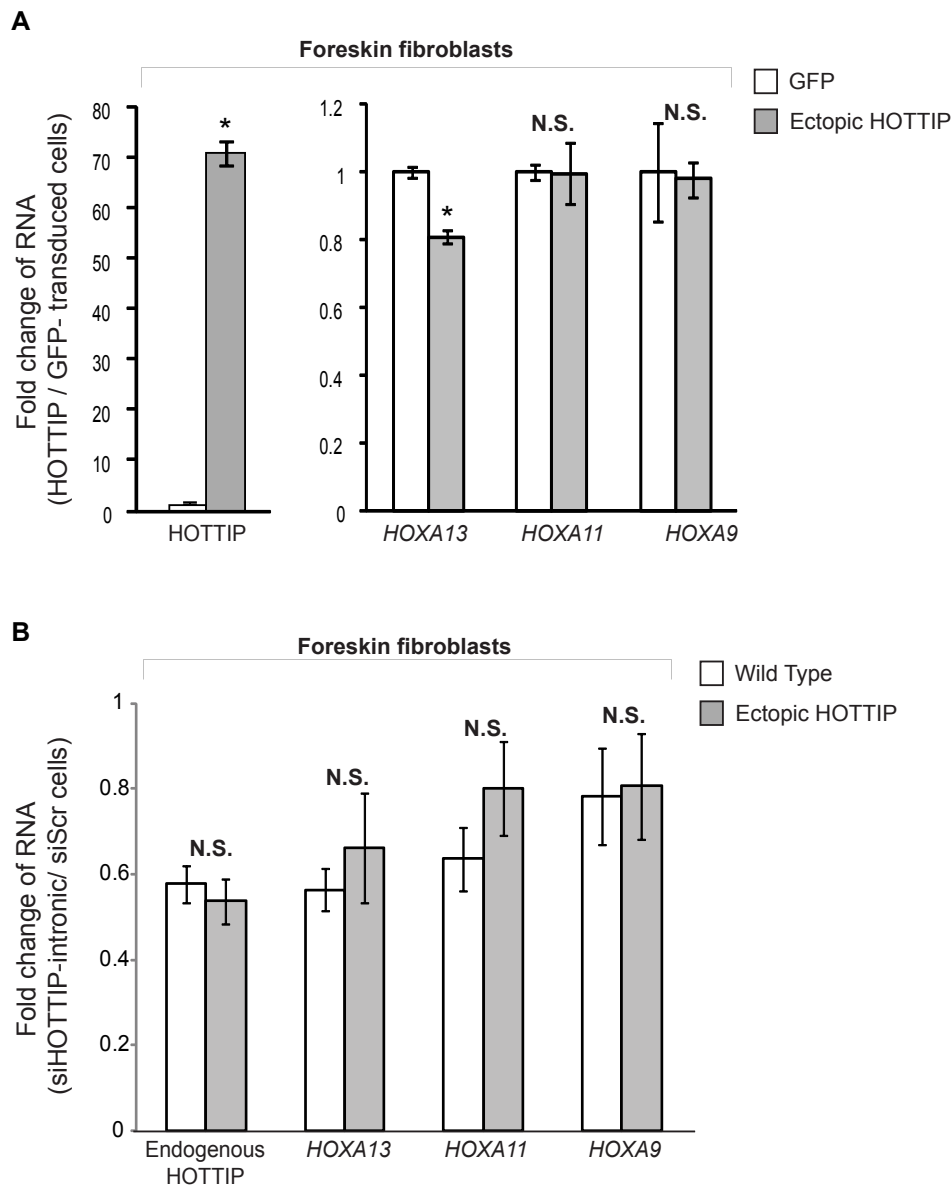 A
Foreskin fibroblasts
GFP
Ectopic HOTTIP
Fold change of RNA
(HOTTIP / GFP- transduced cells)
80
70
60
50
40
30
20
10
0
*
HOTTIP
1.2
1
0.8
0.6
0.4
0.2
0
*
N.S.
N.S.
HOXA13
HOXA11
HOXA9
B
Foreskin fibroblasts
Wild Type
Ectopic HOTTIP
Fold change of RNA
(siHOTTIP-intronic/ siScr cells)
1
0.8
0.6
0.4
0.2
0
N.S.
N.S.
N.S.
N.S.
Endogenous
HOTTIP
HOXA13
HOXA11
HOXA9